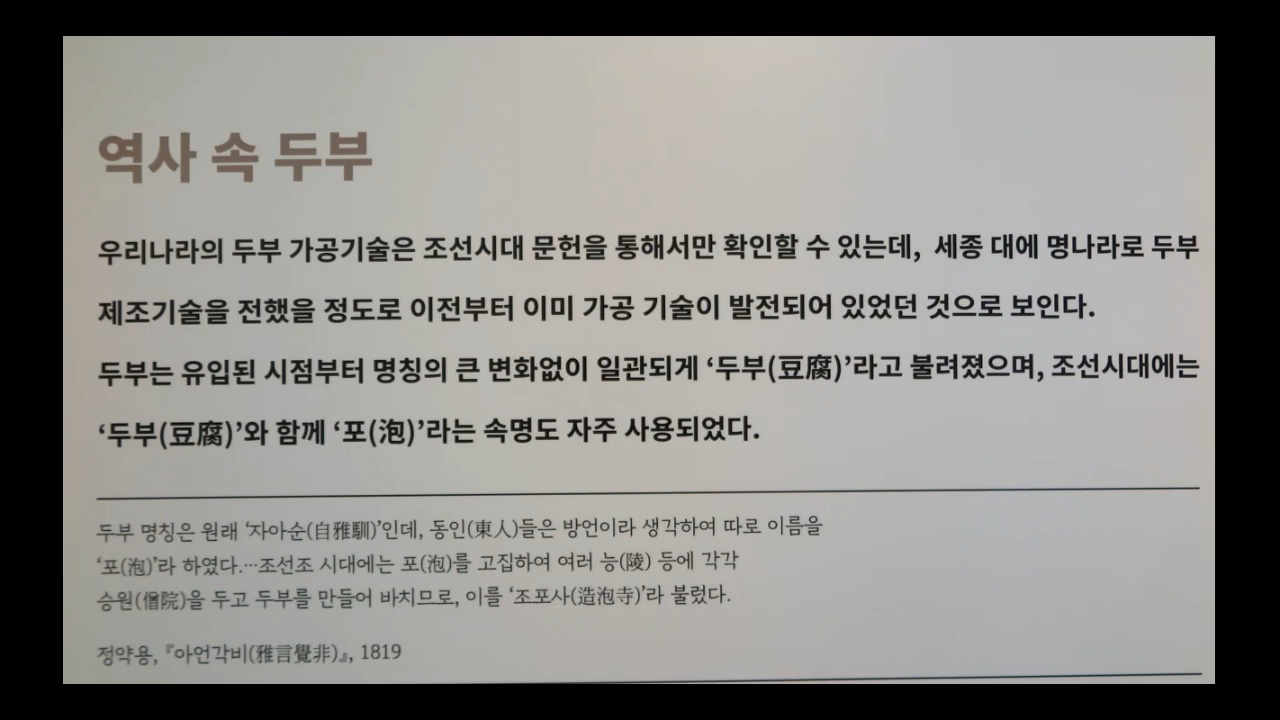 역사 속 두부
우리나라의 두부 가공기술은 조선시대 문헌을 통해서만 확인할 수 있는데, 세종 대에 명나라로 두부
제조기술을 전했을 정도로 이전부터 이미 가공 기술이 발전되어 있었던 것으로 보인다.
두부는 유입된 시점부터 명칭의 큰 변화없이 일관되게 ‘두부(豆腐)’라고 불려졌으며, 조선시대에는
‘두부(豆腐)’와 함께 ‘포(泡)’라는 속명도 자주 사용되었다.
두부 명칭은 원래 ‘자아순(自雅馴)’인데, 동인(東人)들은 방언이라 생각하여 따로 이름을
‘포(泡)’라 하였다.…조선조 시대에는 포(泡)를 고집하여 여러 능(陵) 등에 각각
승원(僧院)을 두고 두부를 만들어 바치므로, 이를 ‘조포사(造泡寺)’라 불렀다.
정약용, 『아언각비(雅言覺非)』, 1819